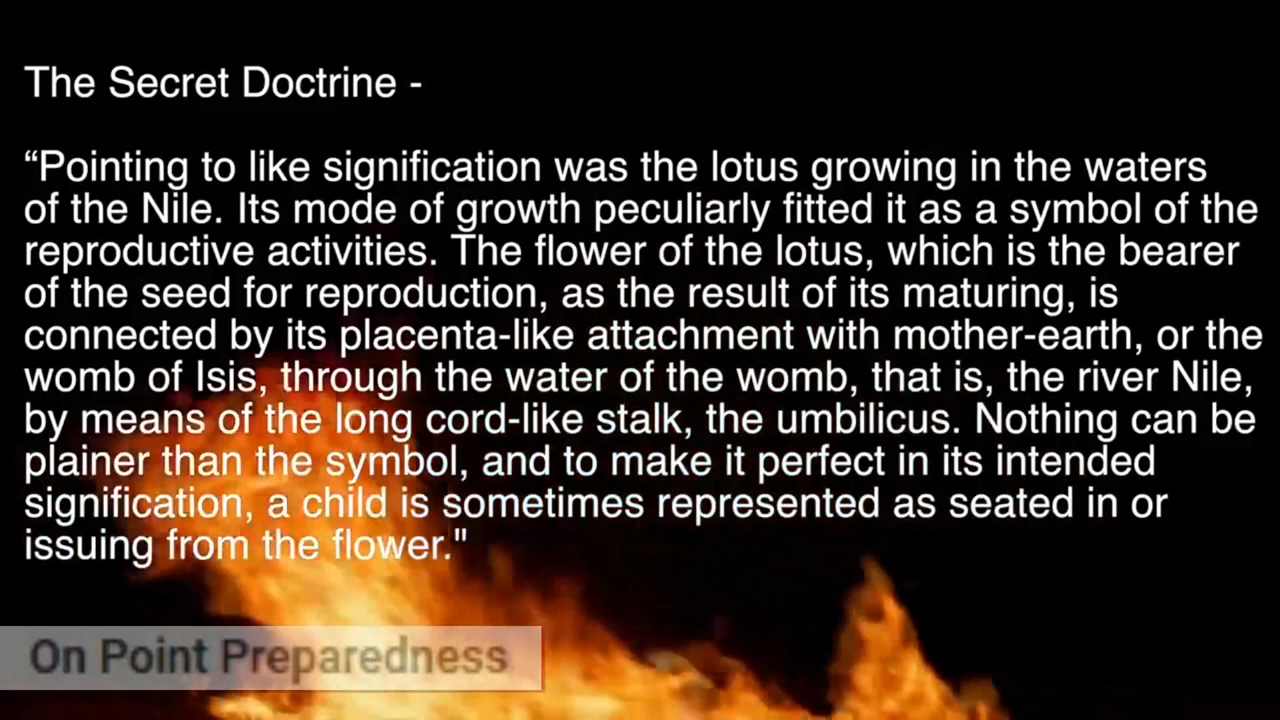 The Secret Doctrine -
“Pointing to like signification was the lotus growing in the waters
of the Nile. Its mode of growth peculiarly fitted it as a symbol of the
reproductive activities. The flower of the lotus, which is the bearer
of the seed for reproduction, as the result of its maturing, is
connected by its placenta-like attachment with mother-earth, or the
womb of Isis, through the water of the womb, that is, the river Nile,
by means of the long cord-like stalk, the umbilicus. Nothing can be
plainer than the symbol, and to make it perfect in its intended
signification, a child is sometimes represented as seated in or
issuing from the flower."
On Point Preparedness